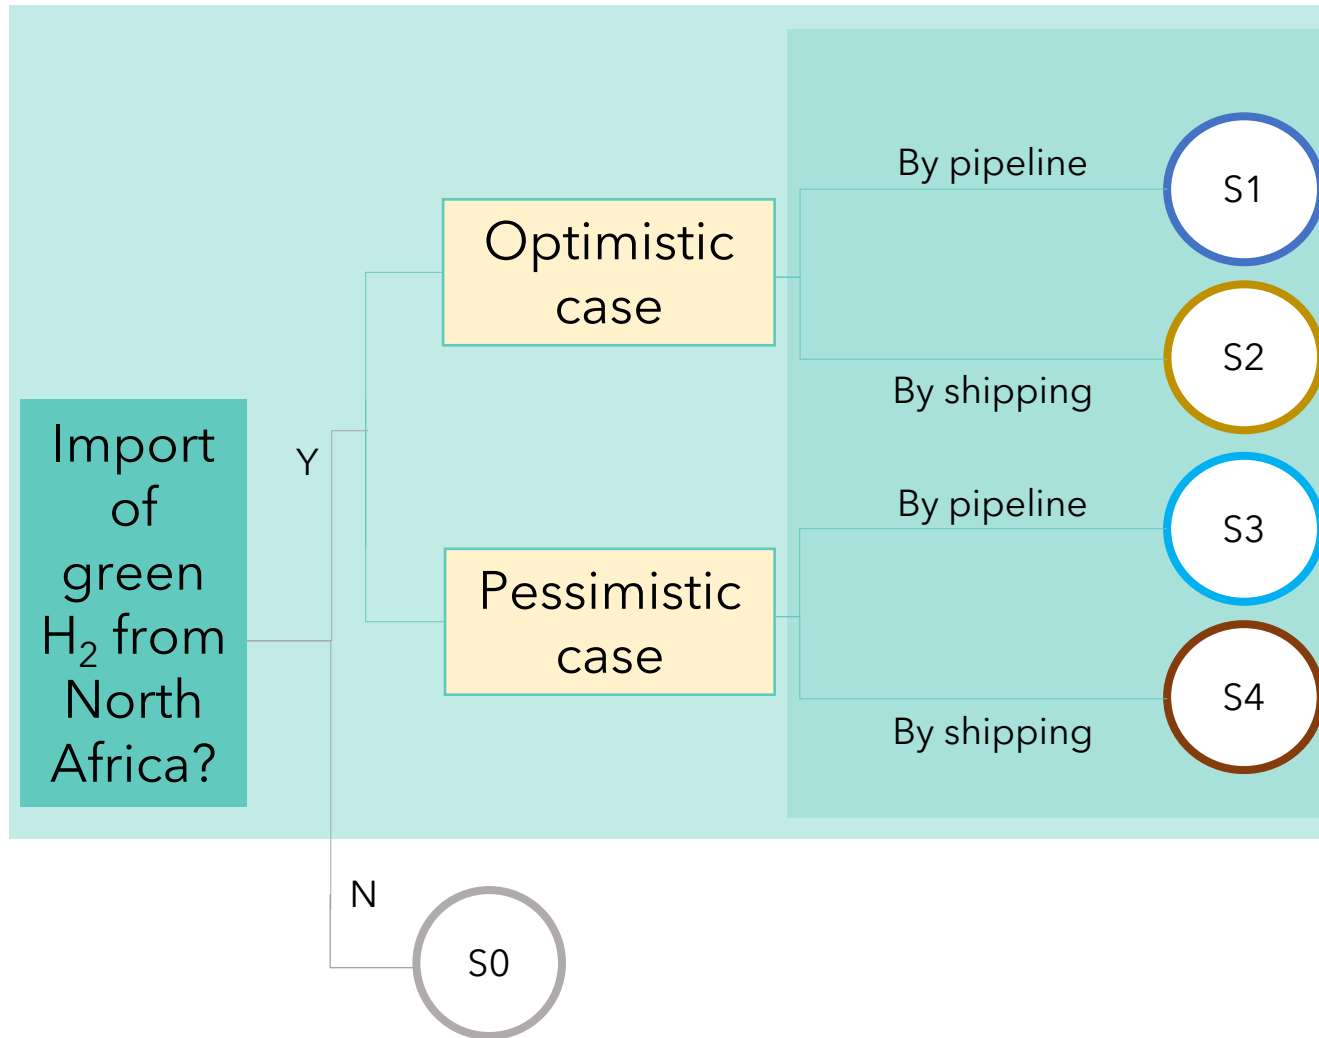 Import
of
green
H₂ from
North
Africa?
Y
N
Optimistic
case
Pessimistic
case
By pipeline
By shipping
By pipeline
By shipping
S1
S2
S3
S4
S0